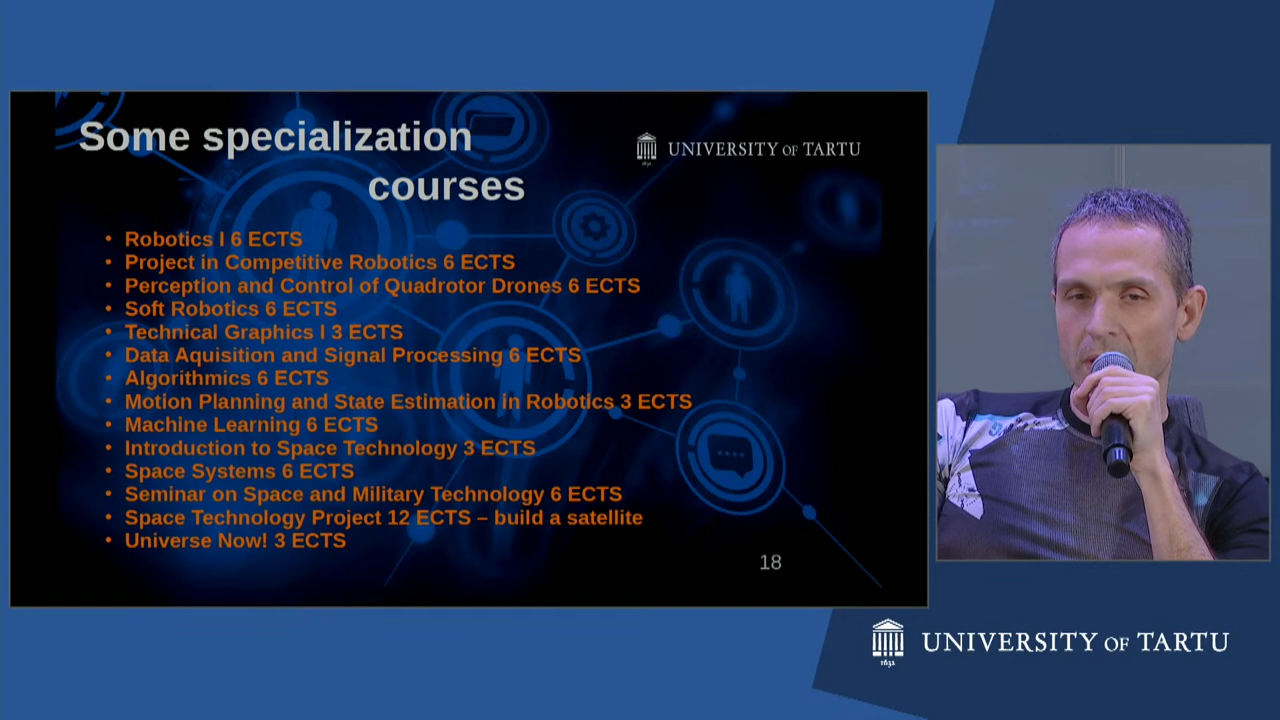 Some specialization
courses
UNIVERSITY OF TARTU
• Robotics I 6 ECTS
• Project in Competitive Robotics 6 ECTS
• Perception and Control of Quadrotor Drones 6 ECTS
• Soft Robotics 6 ECTS
• Technical Graphics I 3 ECTS
• Data Aquisition and Signal Processing 6 ECTS
• Algorithmics 6 ECTS
• Motion Planning and State Estimation in Robotics 3 ECTS
• Machine Learning 6 ECTS
• Introduction to Space Technology 3 ECTS
• Space Systems 6 ECTS
• Seminar on Space and Military Technology 6 ECTS
• Space Technology Project 12 ECTS – build a satellite
• Universe Now! 3 ECTS
18
1632
UNIVERSITY OF TARTU